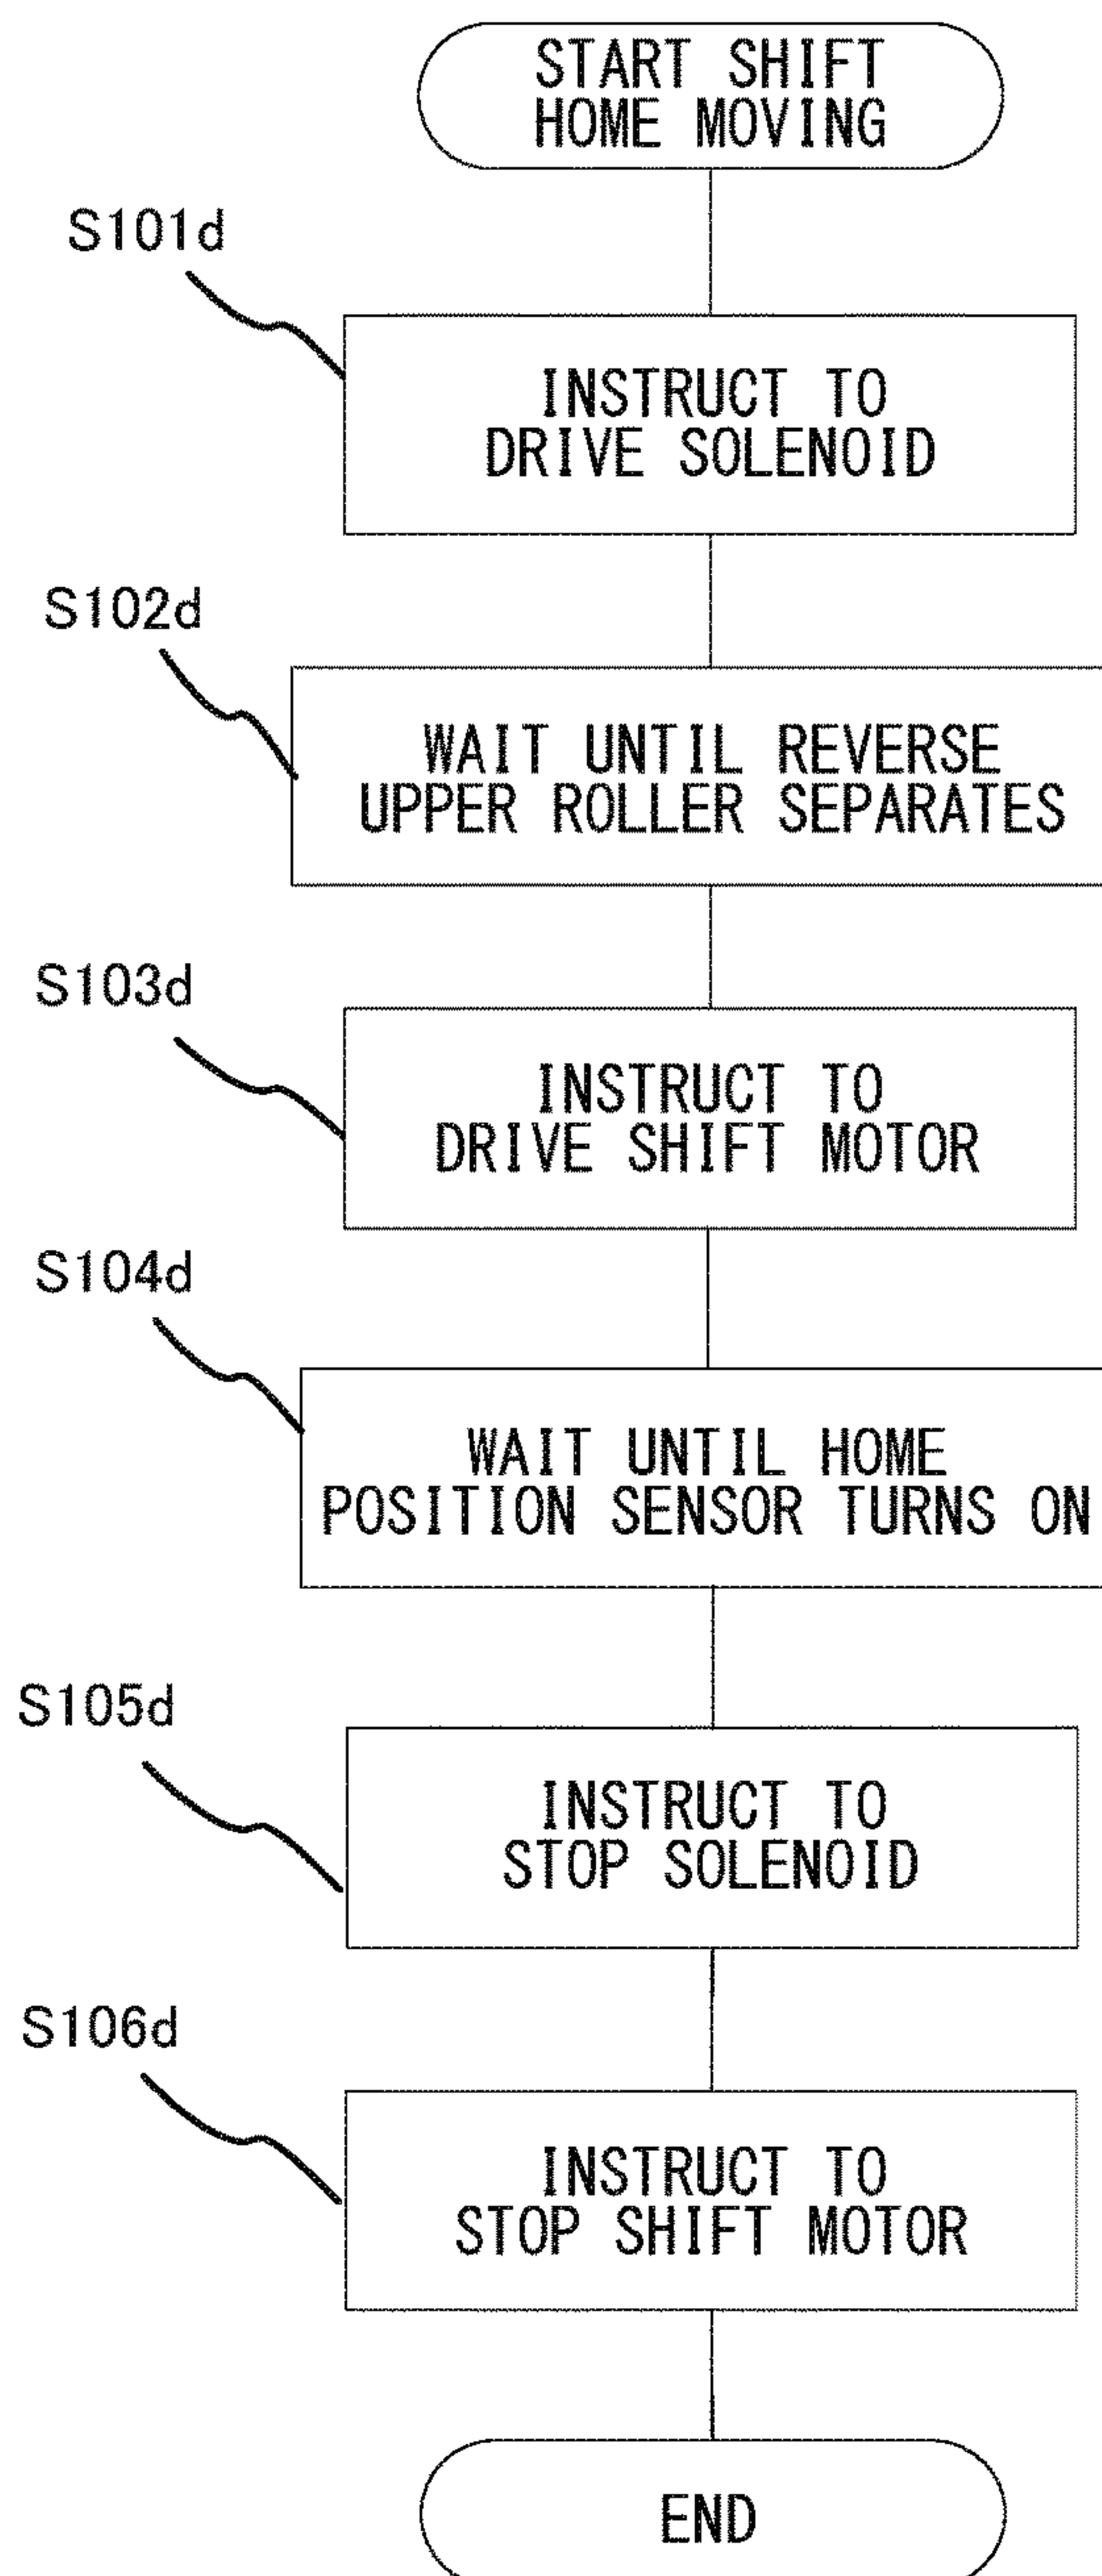 START SHIFT
HOME MOVING
S101d
INSTRUCT TO
DRIVE SOLENOID
S102d
WAIT UNTIL REVERSE
UPPER ROLLER SEPARATES
S103d
INSTRUCT TO
DRIVE SHIFT MOTOR
S104d
WAIT UNTIL HOME
POSITION SENSOR TURNS ON
S105d
INSTRUCT TO
STOP SOLENOID
S106d
INSTRUCT TO
STOP SHIFT MOTOR
END